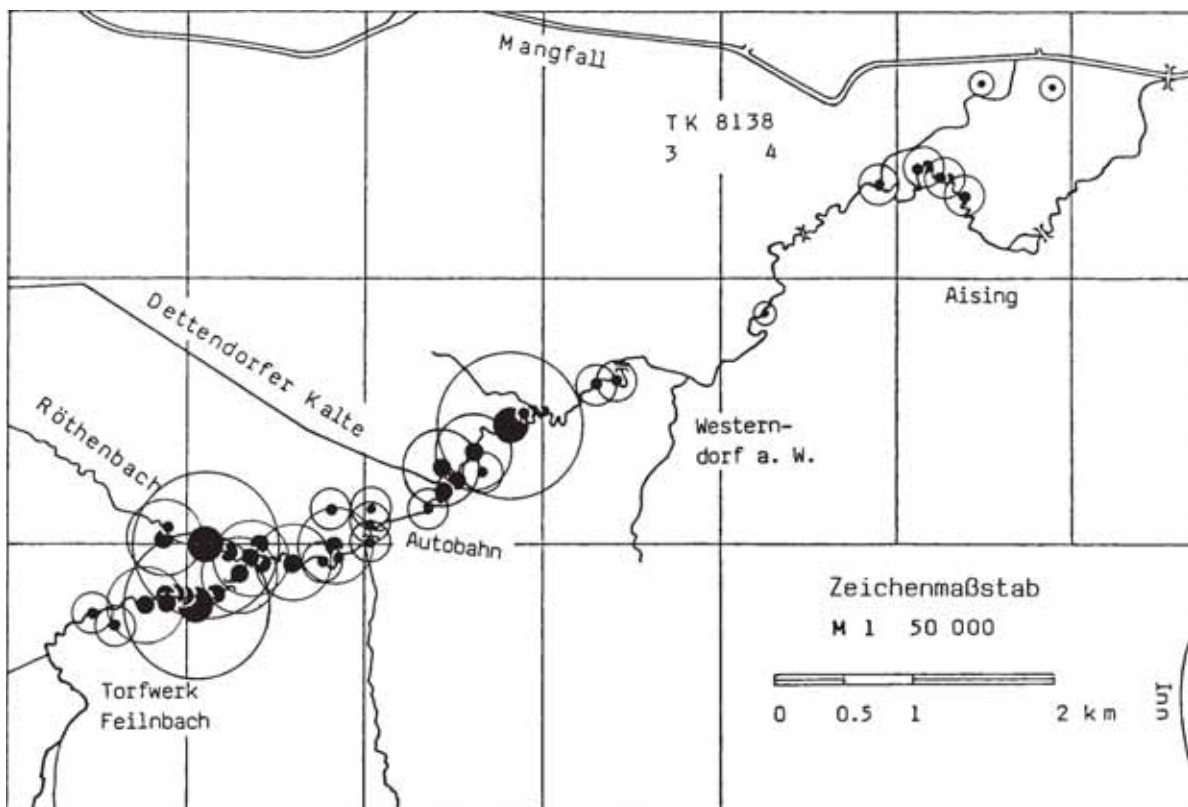 Mangfall
TK 8138
3 4
Aising
Dettendorfer Kalte
Röthenbach
Western-
dorf a. W.
Autobahn
Torfwerk
Feilnbach
Zeichenmaßstab
M 1 50 000
0 0.5 1 2 km
Inn